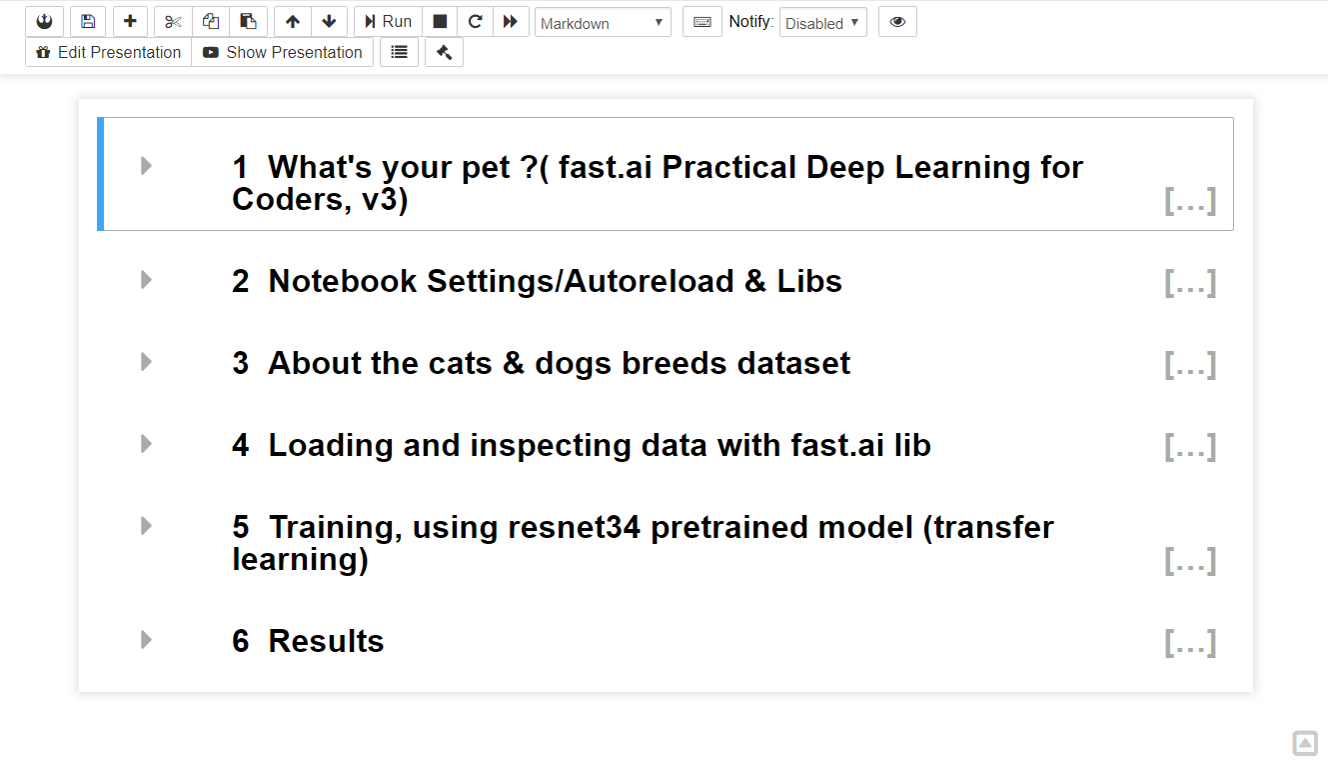 Run
Markdown
Notify:
Disabled
Edit Presentation
Show Presentation
1 What's your pet ?( fast.ai Practical Deep Learning for
Coders, v3)
[...]
2 Notebook Settings/Autoreload & Libs
[...]
3 About the cats & dogs breeds dataset
[...]
4 Loading and inspecting data with fast.ai lib
[...]
5 Training, using resnet34 pretrained model (transfer
learning)
[...]
6 Results
[...]